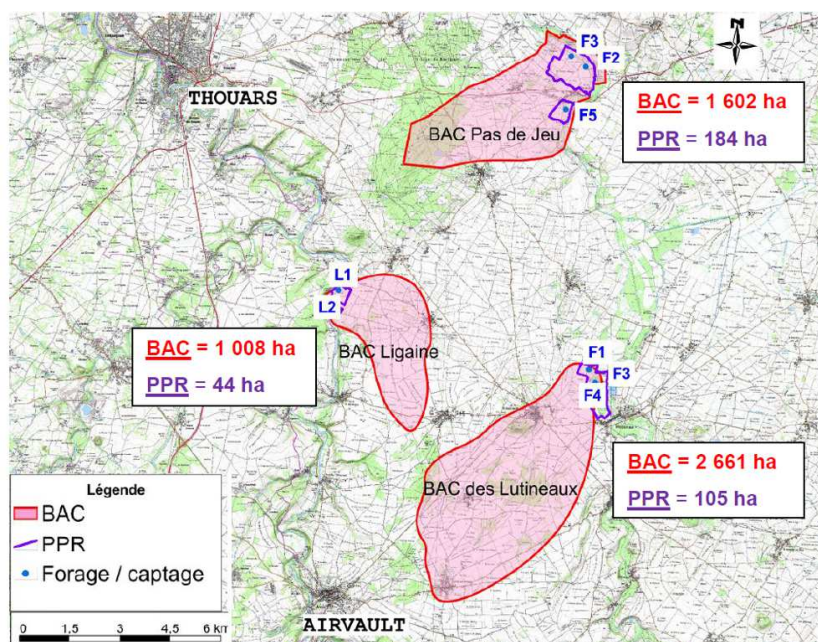 N
F3
F2
THOUARS
BAC = 1 602 ha
PPR = 184 ha
F5
BAC Pas de Jeu
L1
L2
BAC = 1 008 ha
PPR = 44 ha
BAC Ligaine
F1
F3
F4
BAC = 2 661 ha
PPR = 105 ha
BAC des Lutineaux
Légende
BAC
PPR
Forage / captage
AIRVAULT
0 1,5 3 4,5 6 km